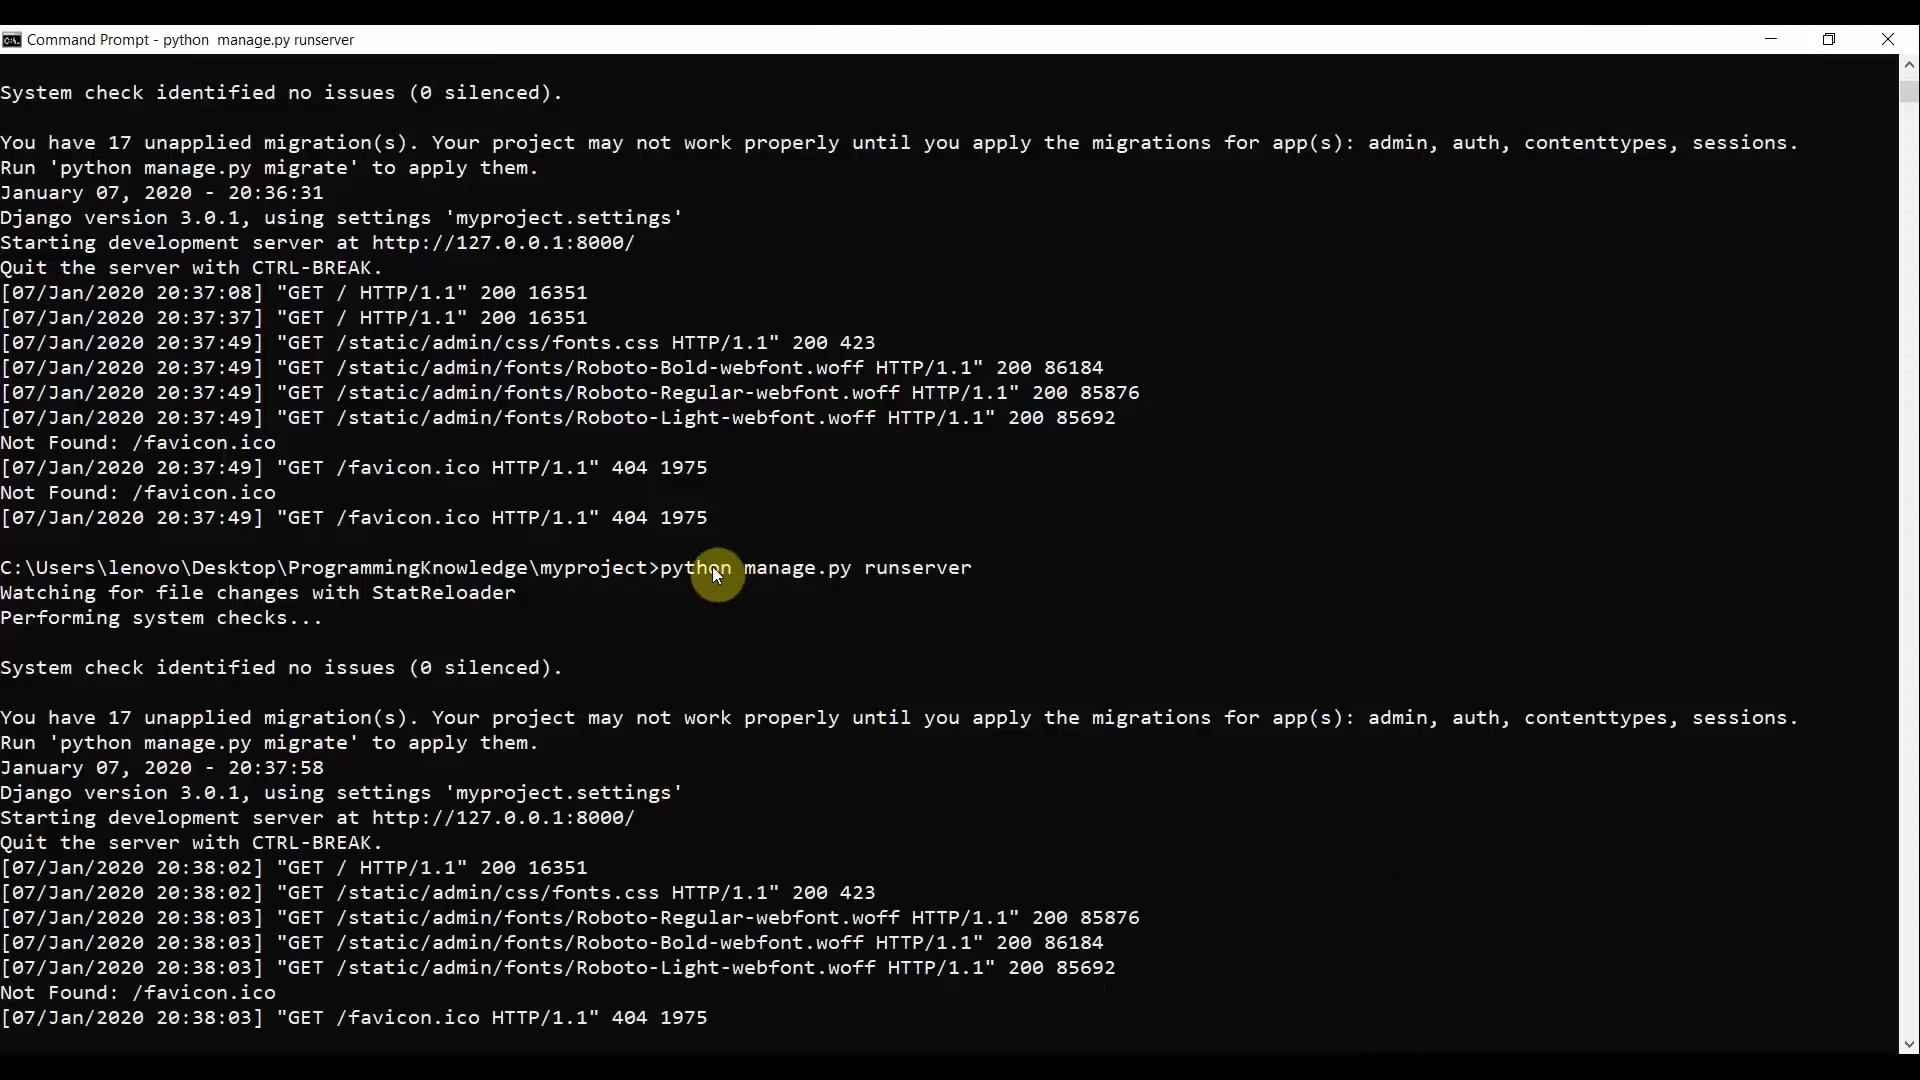 Command Prompt - python  manage.py runserver
System check identified no issues (0 silenced).
You have 17 unapplied migration(s). Your project may not work properly until you apply the migrations for app(s): admin, auth, contenttypes, sessions.
Run 'python manage.py migrate' to apply them.
January 07, 2020 - 20:36:31
Django version 3.0.1, using settings 'myproject.settings'
Starting development server at http://127.0.0.1:8000/
Quit the server with CTRL-BREAK.
[07/Jan/2020 20:37:08] "GET / HTTP/1.1" 200 16351
[07/Jan/2020 20:37:37] "GET / HTTP/1.1" 200 16351
[07/Jan/2020 20:37:49] "GET /static/admin/css/fonts.css HTTP/1.1" 200 423
[07/Jan/2020 20:37:49] "GET /static/admin/fonts/Roboto-Bold-webfont.woff HTTP/1.1" 200 86184
[07/Jan/2020 20:37:49] "GET /static/admin/fonts/Roboto-Regular-webfont.woff HTTP/1.1" 200 85876
[07/Jan/2020 20:37:49] "GET /static/admin/fonts/Roboto-Light-webfont.woff HTTP/1.1" 200 85692
Not Found: /favicon.ico
[07/Jan/2020 20:37:49] "GET /favicon.ico HTTP/1.1" 404 1975
Not Found: /favicon.ico
[07/Jan/2020 20:37:49] "GET /favicon.ico HTTP/1.1" 404 1975
C:\Users\lenovo\Desktop\ProgrammingKnowledge\myproject>python manage.py runserver
Watching for file changes with StatReloader
Performing system checks...
System check identified no issues (0 silenced).
You have 17 unapplied migration(s). Your project may not work properly until you apply the migrations for app(s): admin, auth, contenttypes, sessions.
Run 'python manage.py migrate' to apply them.
January 07, 2020 - 20:37:58
Django version 3.0.1, using settings 'myproject.settings'
Starting development server at http://127.0.0.1:8000/
Quit the server with CTRL-BREAK.
[07/Jan/2020 20:38:02] "GET / HTTP/1.1" 200 16351
[07/Jan/2020 20:38:02] "GET /static/admin/css/fonts.css HTTP/1.1" 200 423
[07/Jan/2020 20:38:03] "GET /static/admin/fonts/Roboto-Regular-webfont.woff HTTP/1.1" 200 85876
[07/Jan/2020 20:38:03] "GET /static/admin/fonts/Roboto-Bold-webfont.woff HTTP/1.1" 200 86184
[07/Jan/2020 20:38:03] "GET /static/admin/fonts/Roboto-Light-webfont.woff HTTP/1.1" 200 85692
Not Found: /favicon.ico
[07/Jan/2020 20:38:03] "GET /favicon.ico HTTP/1.1" 404 1975